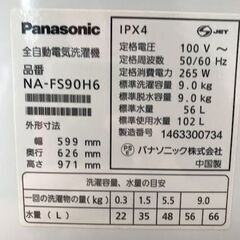 Panasonic
全自動電気洗濯機
品番
NA-FS90H6
外形寸法
幅 599 mm
奥行 626 mm
高さ 971 mm
IPX4
JET
定格電圧 100 V~
定格周波数 50/60 Hz
定格消費電力 265 W
標準洗濯容量 9.0 kg
標準脱水容量 9.0 kg
標準水量 66 L
標準使用水量 102 L
製造番号 1463300734
PSE パナソニック株式会社
中国製
洗濯容量、水量の目安
一回の洗濯物の量(kg) 0.3 1.5 5.5 9.0
水量 (L) 22 35 48 56 66